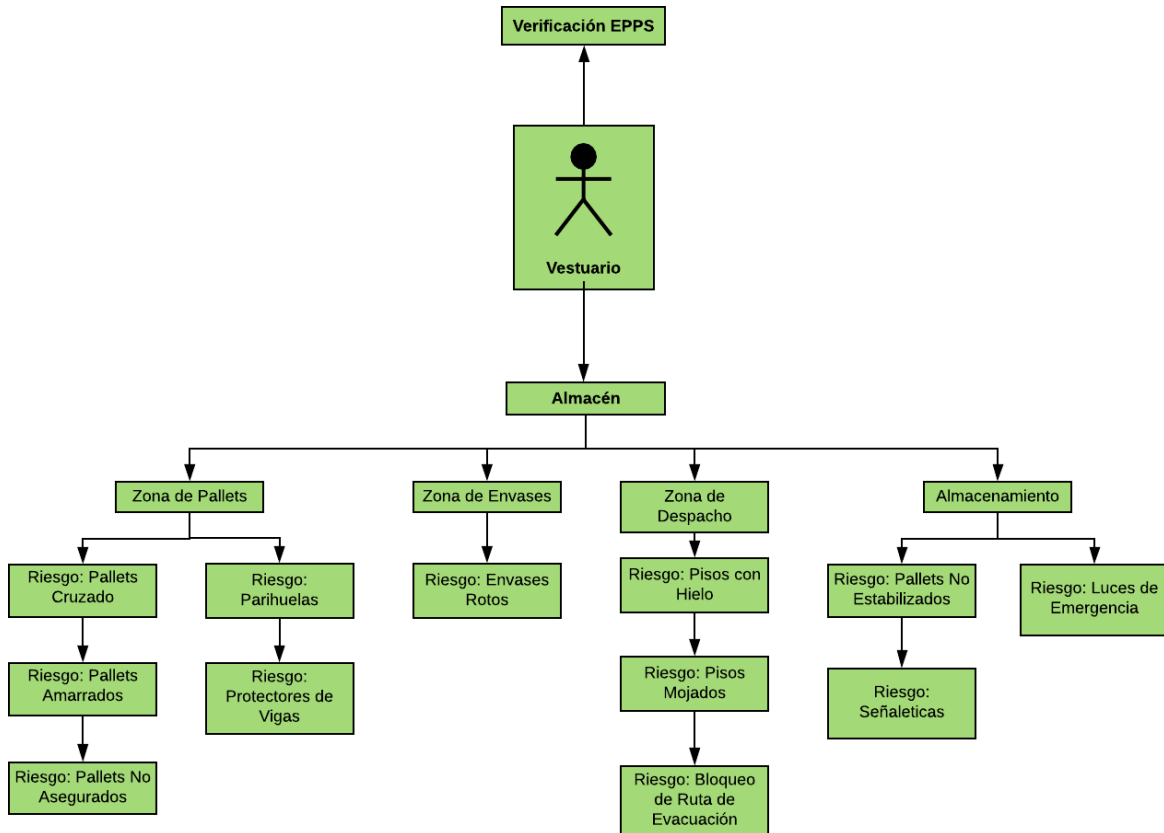 Verificación EPPS
Vestuario
Almacén
Zona de Pallets
Zona de Envases
Zona de
Despacho
Almacenamiento
Riesgo: Pallets
Cruzado
Riesgo:
Parihuelas
Riesgo: Envases
Rotos
Riesgo: Pisos con
Hielo
Riesgo: Pallets No
Estabilizados
Riesgo: Luces de
Emergencia
Riesgo: Pallets
Amarrados
Riesgo:
Protectores de
Vigas
Riesgo: Pisos
Mojados
Riesgo:
Señaleticas
Riesgo: Pallets No
Asegurados
Riesgo: Bloqueo
de Ruta de
Evacuación